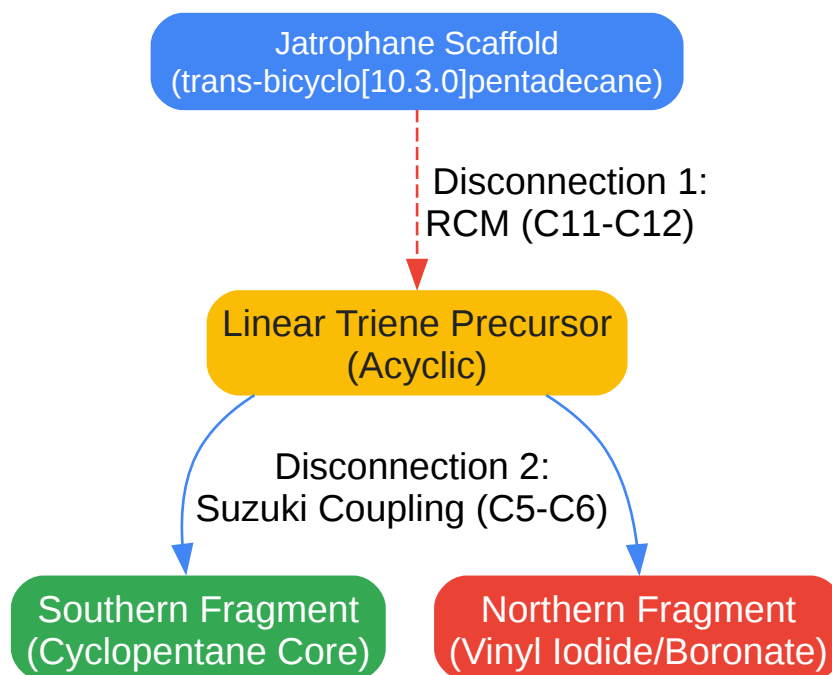 Jatrophane Scaffold
(trans-bicyclo[10.3.0]pentadecane)
Disconnection 1:
RCM (C11-C12)
Linear Triene Precursor
(Acyclic)
Disconnection 2:
Suzuki Coupling (C5-C6)
Southern Fragment
(Cyclopentane Core)
Northern Fragment
(Vinyl Iodide/Boronate)